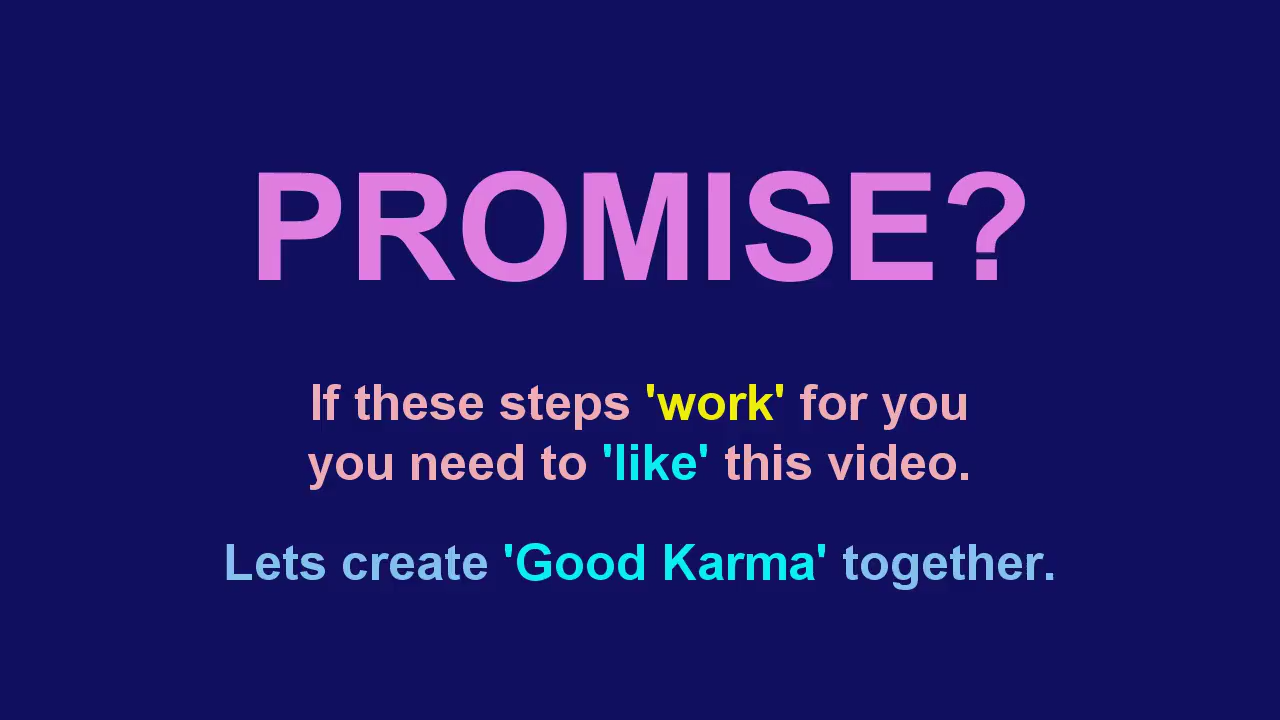 PROMISE?
If these steps 'work' for you
you need to 'like' this video.
Lets create 'Good Karma' together.